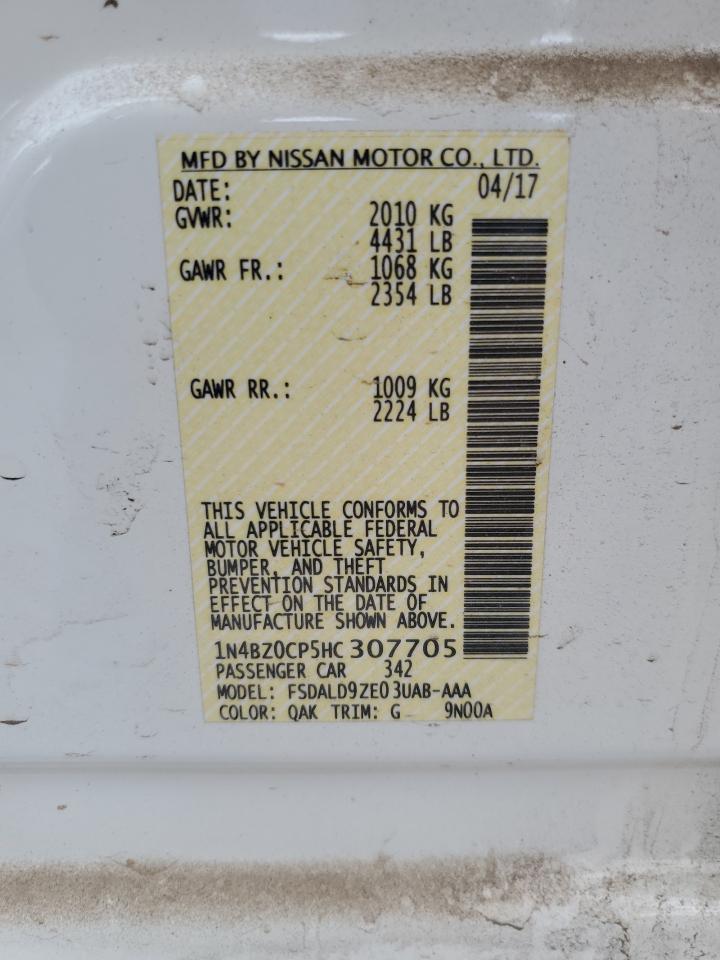 MFD BY NISSAN MOTOR CO., LTD.
DATE: 04/17
GVWR: 2010 KG
4431 LB
GAWR FR.: 1068 KG
2354 LB
GAWR RR.: 1009 KG
2224 LB
THIS VEHICLE CONFORMS TO
ALL APPLICABLE FEDERAL
MOTOR VEHICLE SAFETY,
BUMPER, AND THEFT
PREVENTION STANDARDS IN
EFFECT ON THE DATE OF
MANUFACTURE SHOWN ABOVE.
1N4BZ0CP5HC 307705
PASSENGER CAR 342
MODEL: FSDALD9ZE03UAB-AAA
COLOR: QAK TRIM: G 9N00A